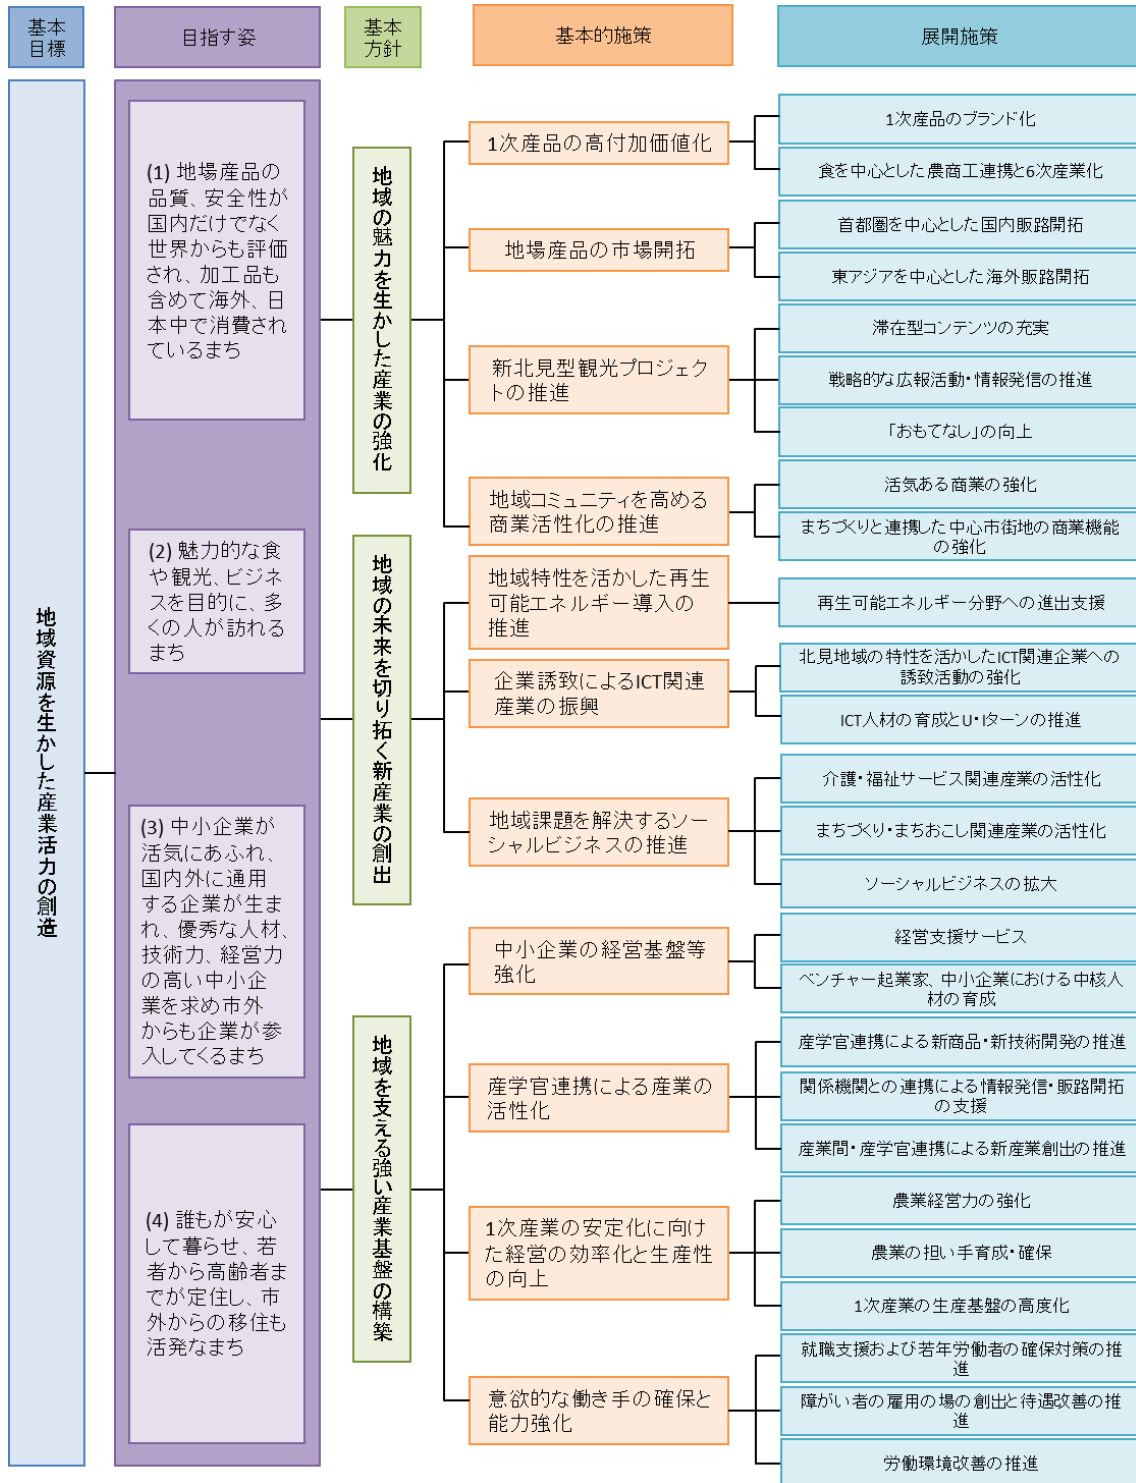 基本
目標
目指す姿
基本
方針
基本的施策
展開施策
地域資源を生かした産業活力の創造
(1) 地場産品の
品質、安全性が
国内だけでなく
世界からも評価
され、加工品も
含めて海外、日
本中で消費され
ているまち
(2) 魅力的な食
や観光、ビジネ
スを目的に、多
くの人が訪れる
まち
(3) 中小企業が
活気にあふれ、
国内外に通用
する企業が生ま
れ、優秀な人材、
技術力、経営力
の高い中小企
業を求め市外
からも企業が参
入してくるまち
(4) 誰もが安心
して暮らせ、若
者から高齢者ま
でが定住し、市
外からの移住も
活発なまち
地域の魅力を生かした産業の強化
1次産品の高付加価値化
1次産品のブランド化
食を中心とした農商工連携と6次産業化
地場産品の市場開拓
首都圏を中心とした国内販路開拓
東アジアを中心とした海外販路開拓
新北見型観光プロジェク
トの推進
滞在型コンテンツの充実
戦略的な広報活動・情報発信の推進
「おもてなし」の向上
地域コミュニティを高める
商業活性化の推進
活気ある商業の強化
まちづくりと連携した中心市街地の商業機能
の強化
地域の未来を切り拓く新産業の創出
地域特性を活かした再生
可能エネルギー導入の
推進
再生可能エネルギー分野への進出支援
企業誘致によるICT関連
産業の振興
北見地域の特性を活かしたICT関連企業への
誘致活動の強化
ICT人材の育成とU・Iターンの推進
地域課題を解決するソー
シャルビジネスの推進
介護・福祉サービス関連産業の活性化
まちづくり・まちおこし関連産業の活性化
ソーシャルビジネスの拡大
地域を支える強い産業基盤の構築
中小企業の経営基盤等
強化
経営支援サービス
ベンチャー起業家、中小企業における中核人
材の育成
産学官連携による産業の
活性化
産学官連携による新商品・新技術開発の推進
関係機関との連携による情報発信・販路開拓
の支援
産業間・産学官連携による新産業創出の推進
1次産業の安定化に向け
た経営の効率化と生産性
の向上
農業経営力の強化
農業の担い手育成・確保
1次産業の生産基盤の高度化
意欲的な働き手の確保と
能力強化
就職支援および若年労働者の確保対策の推
進
障がい者の雇用の場の創出と待遇改善の推
進
労働環境改善の推進